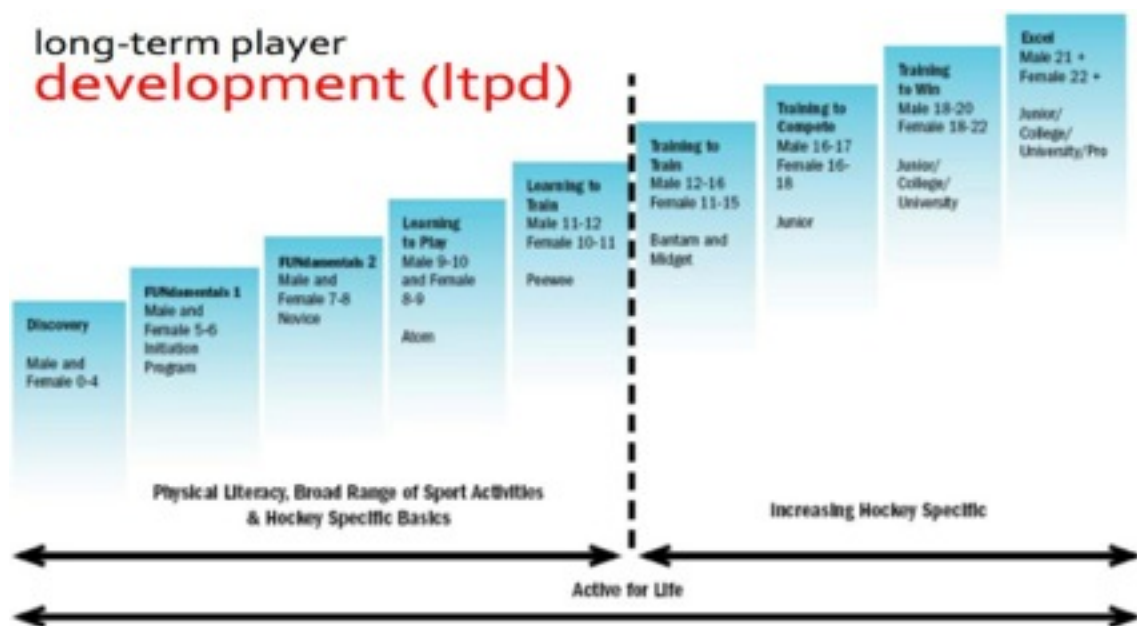 long-term player
development (ltpd)
Discovery
Male and
Female 0-4
FUNdamentals 1
Male and
Female 5-6
Initiation
Program
FUNdamentals 2
Male and
Female 7-8
Novice
Learning
to Play
Male 9-10
and Female
8-9
Atom
Learning to
Train
Male 11-12
Female 10-11
Peewee
Training to
Train
Male 12-16
Female 11-15
Bantam and
Midget
Training to
Compete
Male 16-17
Female 16-
18
Junior
Training
to Win
Male 18-20
Female 18-22
Junior/
College/
University
Excel
Male 21 +
Female 22 +
Junior/
College/
University/Pro
Physical Literacy, Broad Range of Sport Activities
& Hockey Specific Basics
Increasing Hockey Specific
Active for Life